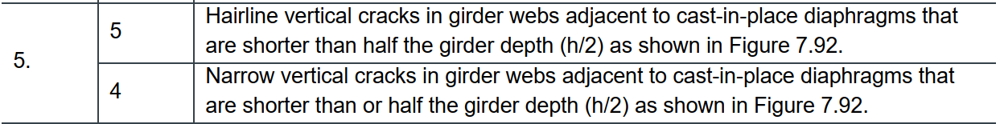 5.
5
Hairline vertical cracks in girder webs adjacent to cast-in-place diaphragms that
are shorter than half the girder depth (h/2) as shown in Figure 7.92.
4
Narrow vertical cracks in girder webs adjacent to cast-in-place diaphragms that
are shorter than or half the girder depth (h/2) as shown in Figure 7.92.